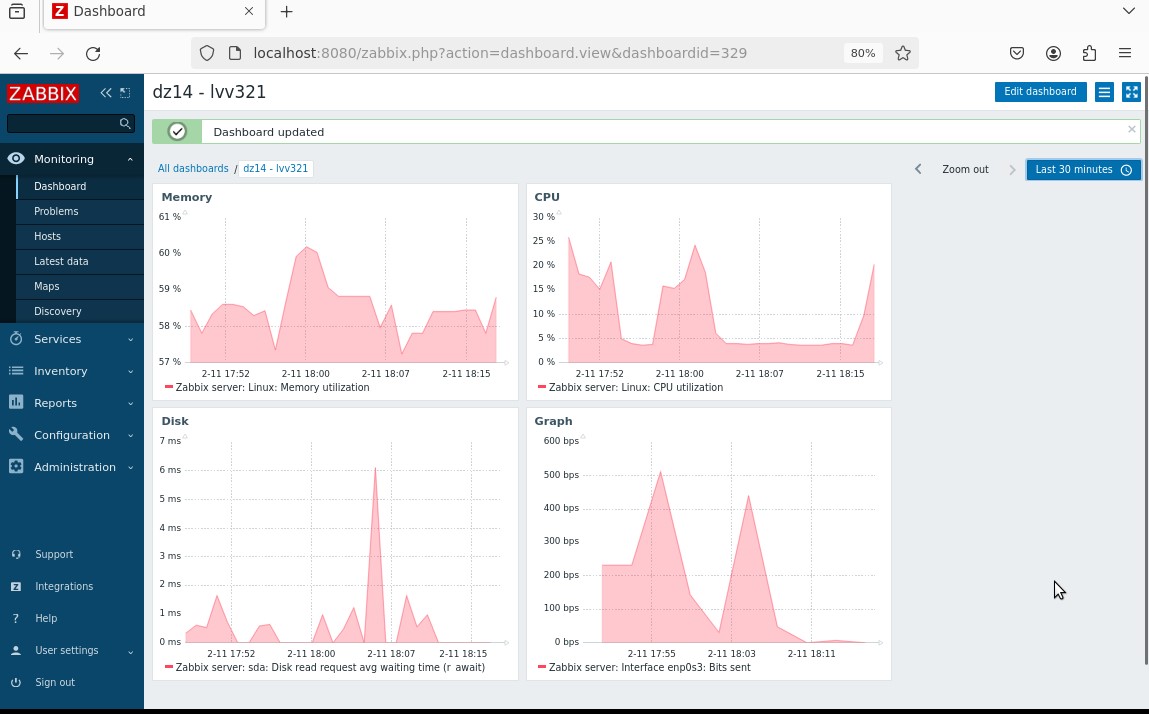 Z Dashboard
localhost:8080/zabbix.php?action=dashboard.view&dashboardid=329
80%
ZABBIX
dz14 - lvv321
Edit dashboard
Dashboard updated
Monitoring
Dashboard
Problems
Hosts
Latest data
Maps
Discovery
Services
Inventory
Reports
Configuration
Administration
Support
Z Integrations
? Help
User settings
Sign out
All dashboards / dz14 - lvv321
Zoom out
Last 30 minutes
Memory
61 %
60 %
59 %
58 %
57 %
2-11 17:52 2-11 18:00 2-11 18:07 2-11 18:15
Zabbix server: Linux: Memory utilization
CPU
30 %
25 %
20 %
15 %
10 %
5 %
0 %
2-11 17:52 2-11 18:00 2-11 18:07 2-11 18:15
Zabbix server: Linux: CPU utilization
Disk
7 ms
6 ms
5 ms
4 ms
3 ms
2 ms
1 ms
0 ms
2-11 17:52 2-11 18:00 2-11 18:07 2-11 18:15
Zabbix server: sda: Disk read request avg waiting time (r_await)
Graph
600 bps
500 bps
400 bps
300 bps
200 bps
100 bps
0 bps
2-11 17:55 2-11 18:03 2-11 18:11
Zabbix server: Interface enp0s3: Bits sent